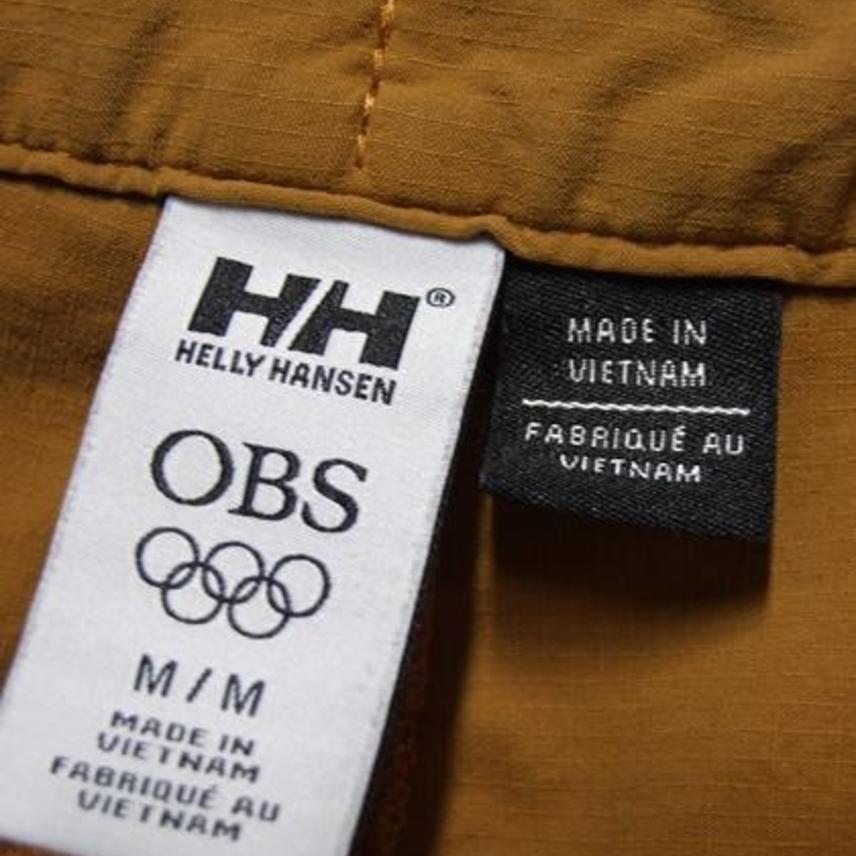 HH®
HELLY HANSEN
OBS
M/M
MADE IN
VIETNAM
FABRIQUÉ AU
VIETNAM
MADE IN
VIETNAM
FABRIQUÉ AU
VIETNAM